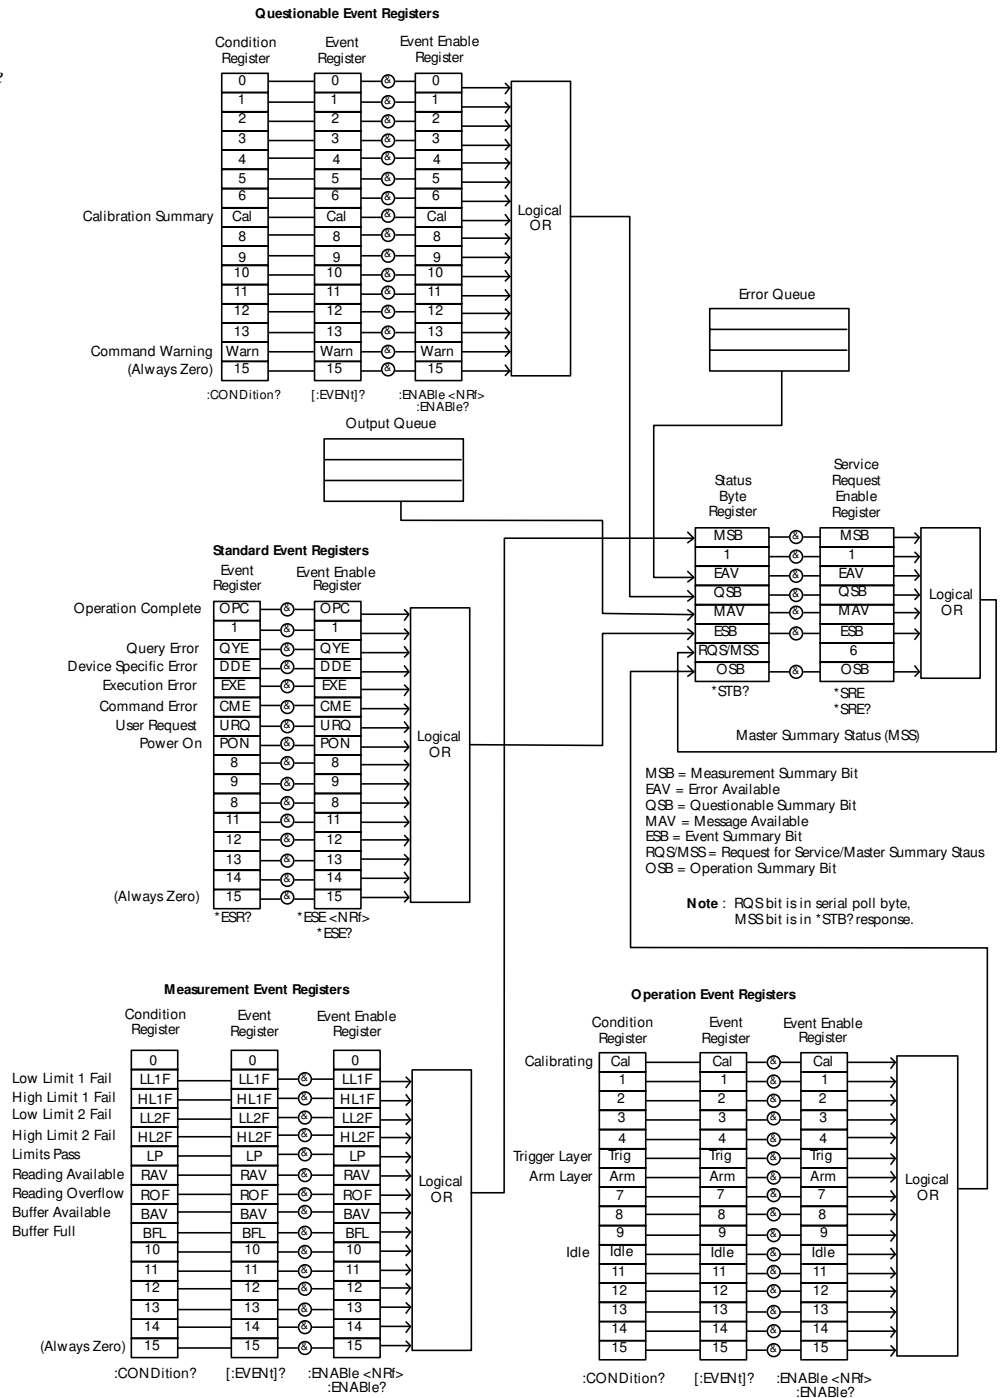 Questionable Event Registers
Condition Register
Event Register
Event Enable Register
e
0 0 & 0
1 1 & 1
2 2 & 2
3 3 & 3
4 4 & 4
5 5 & 5
6 6 & 6
Calibration Summary Cal Cal & Cal
8 8 & 8
9 9 & 9
10 10 & 10
11 11 & 11
12 12 & 12
13 13 & 13
Command Warning Warn Warn & Warn
(Always Zero) 15 15 & 15
Logical
OR
:CONDition? [:EVENt]? :ENABle <NRf>
:ENABle?
Error Queue
Output Queue
Status
Byte
Register
Service
Request
Enable
Register
MSB & MSB
1 & 1
EAV & EAV
QSB & QSB
MAV & MAV
ESB & ESB
RQS/MSS 6
OSB & OSB
Logical
OR
*STB?
*SRE
*SRE?
Master Summary Status (MSS)
MSB = Measurement Summary Bit
EAV = Error Available
QSB = Questionable Summary Bit
MAV = Message Available
ESB = Event Summary Bit
RQS/MSS = Request for Service/Master Summary Staus
OSB = Operation Summary Bit
Note : RQS bit is in serial poll byte,
MSS bit is in *STB? response.
Standard Event Registers
Event
Register
Event Enable
Register
Operation Complete OPC & OPC
1 & 1
Query Error QYE & QYE
Device Specific Error DDE & DDE
Execution Error EXE & EXE
Command Error CME & CME
User Request URQ & URQ
Power On PON & PON
8 & 8
9 & 9
8 & 8
11 & 11
12 & 12
13 & 13
14 & 14
(Always Zero) 15 & 15
Logical
OR
*ESR? *ESE <NRf>
*ESE?
Measurement Event Registers
Condition
Register
Event
Register
Event Enable
Register
0 0 0
Low Limit 1 Fail LL1F LL1F & LL1F
High Limit 1 Fail HL1F HL1F & HL1F
Low Limit 2 Fail LL2F LL2F & LL2F
High Limit 2 Fail HL2F HL2F & HL2F
Limits Pass LP LP & LP
Reading Available RAV RAV & RAV
Reading Overflow ROF ROF & ROF
Buffer Available BAV BAV & BAV
Buffer Full BFL BFL & BFL
10 10 & 10
11 11 & 11
12 12 & 12
13 13 & 13
14 14 & 14
(Always Zero) 15 15 & 15
Logical
OR
:CONDition? [:EVENt]? :ENABle <NRf>
:ENABle?
Operation Event Registers
Condition
Register
Event
Register
Event Enable
Register
Calibrating Cal Cal & Cal
1 1 & 1
2 2 & 2
3 3 & 3
4 4 & 4
Trigger Layer Trig Trig & Trig
Arm Layer Arm Arm & Arm
7 7 & 7
8 8 & 8
9 9 & 9
Idle Idle Idle & Idle
11 11 & 11
12 12 & 12
13 13 & 13
14 14 & 14
15 15 & 15
Logical
OR
:CONDition? [:EVENt]? :ENABle <NRf>
:ENABle?